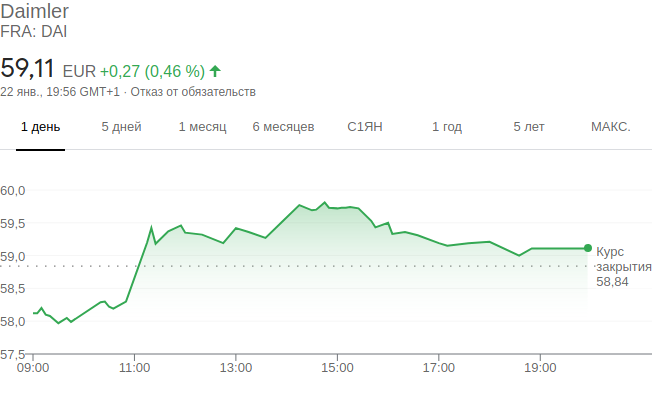 Daimler
FRA: DAI
59,11 EUR +0,27 (0,46 %)
22 янв., 19:56 GMT+1 · Отказ от обязательств
1 день 5 дней 1 месяц 6 месяцев С1ЯН 1 год 5 лет МАКС.
60,0
59,5
59,0
58,5
58,0
57,5
Курс
закрытия
58,84
09:00 11:00 13:00 15:00 17:00 19:00